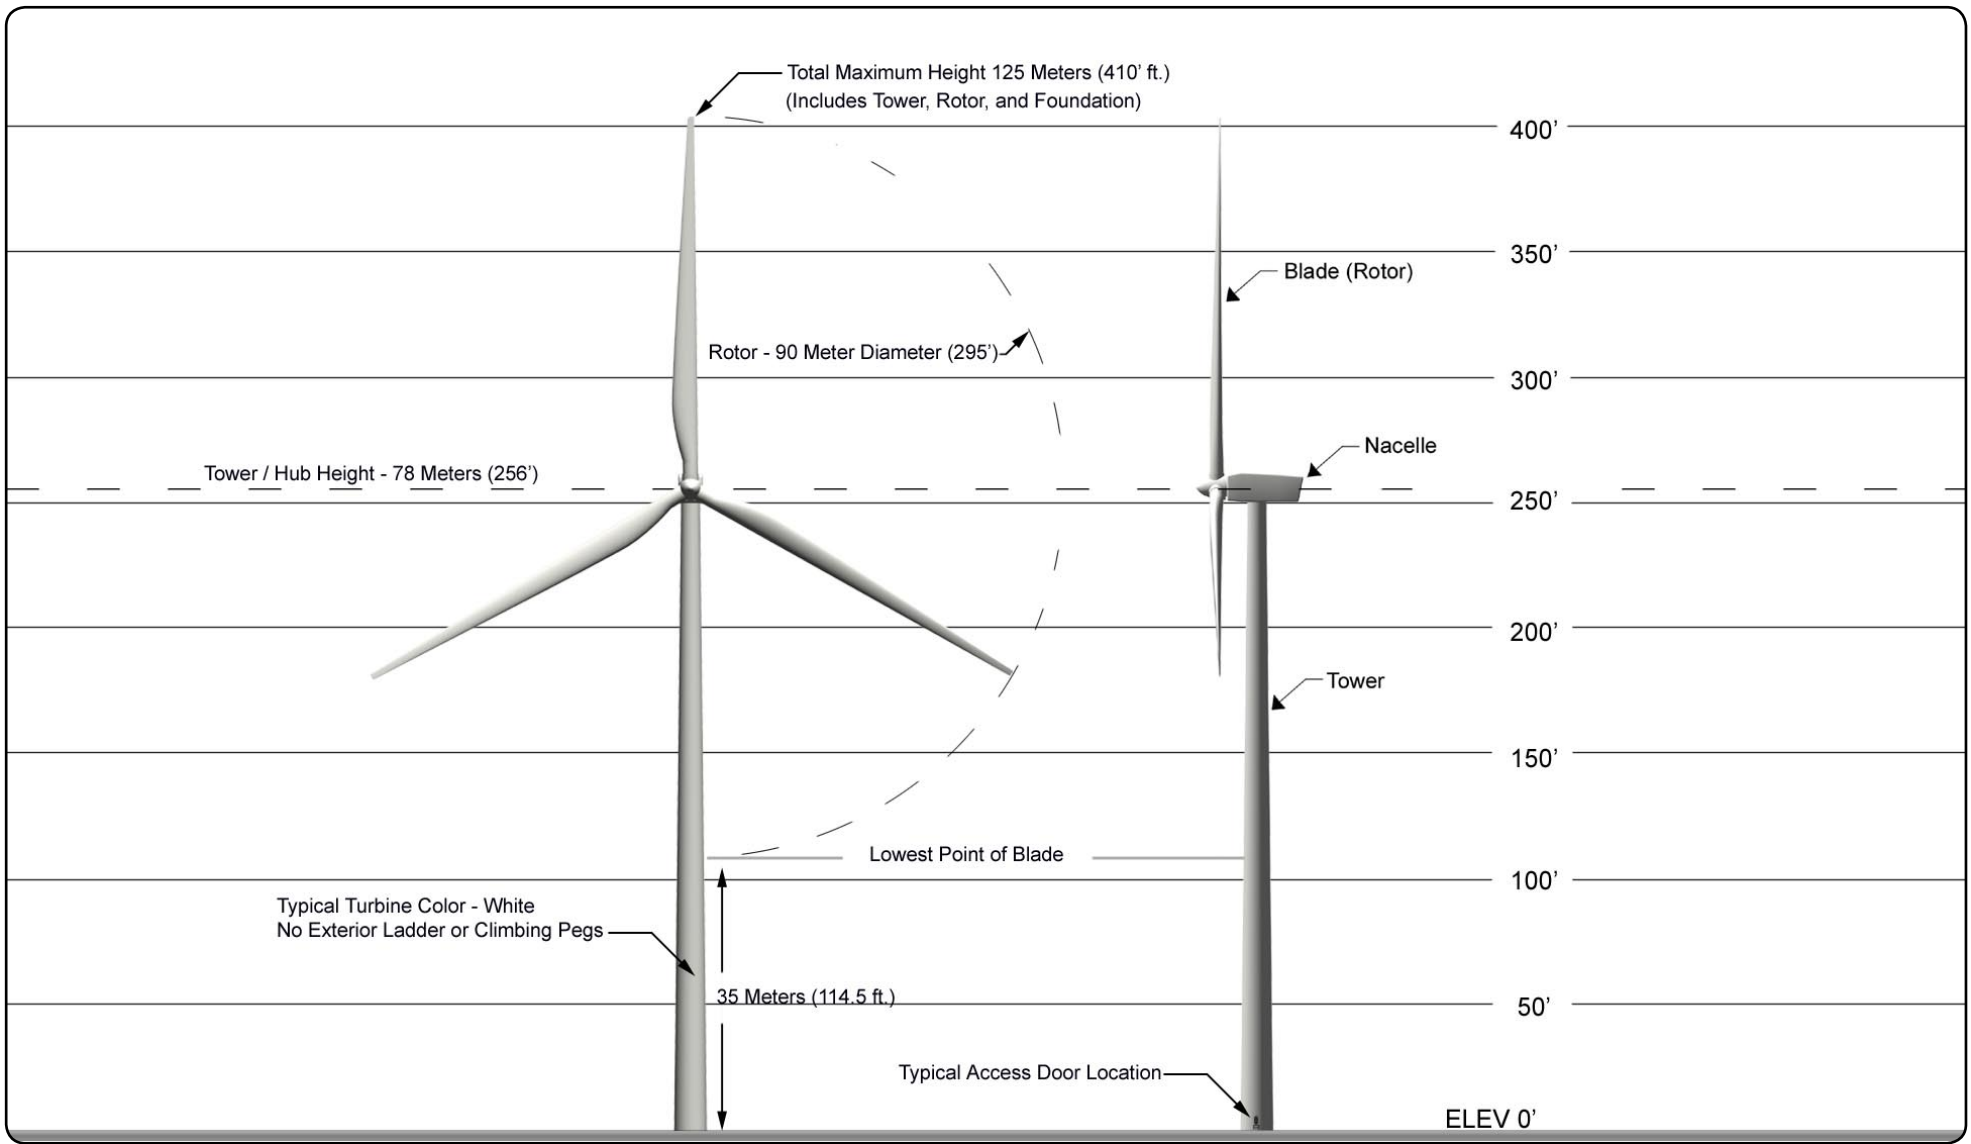 Total Maximum Height 125 Meters (410’ ft.)
(Includes Tower, Rotor, and Foundation)
400’
350’
Blade (Rotor)
Rotor - 90 Meter Diameter (295’)
300’
Nacelle
Tower / Hub Height - 78 Meters (256’)
250’
200’
Tower
150’
Lowest Point of Blade
100’
Typical Turbine Color - White
No Exterior Ladder or Climbing Pegs
35 Meters (114.5 ft.)
50’
Typical Access Door Location
ELEV 0’